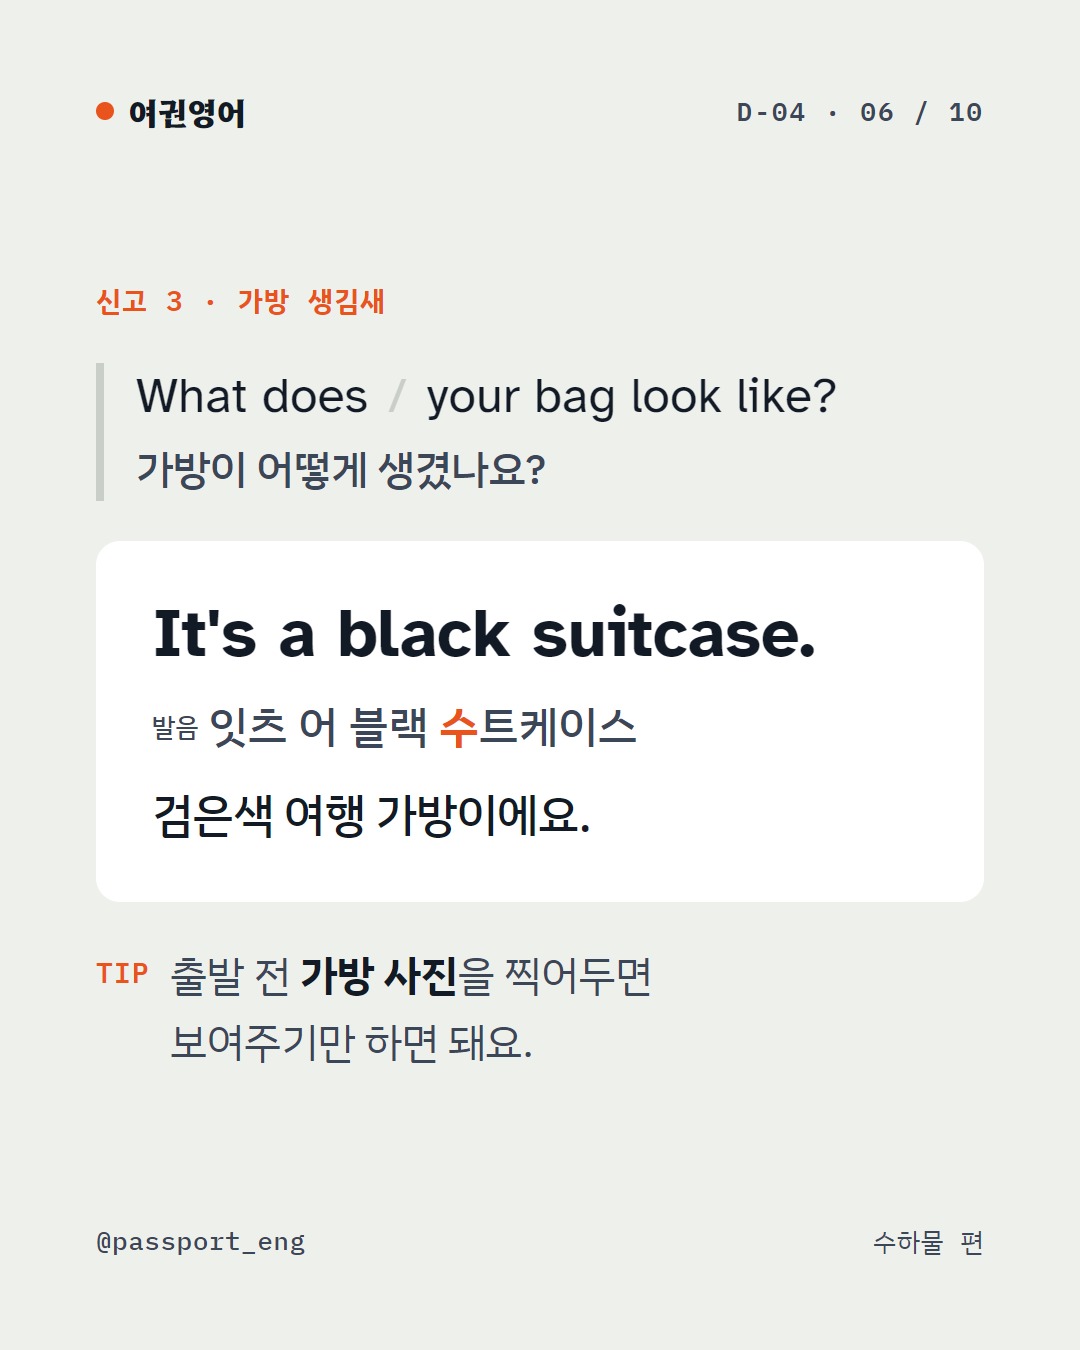 여권영어
D-04 · 06 / 10
신고 3 · 가방 생김새
What does / your bag look like?
가방이 어떻게 생겼나요?
It's a black suitcase.
발음 잇츠 어 블랙 수트케이스
검은색 여행 가방이에요.
TIP 출발 전 가방 사진을 찍어두면
보여주기만 하면 돼요.
@passport_eng
수하물 편